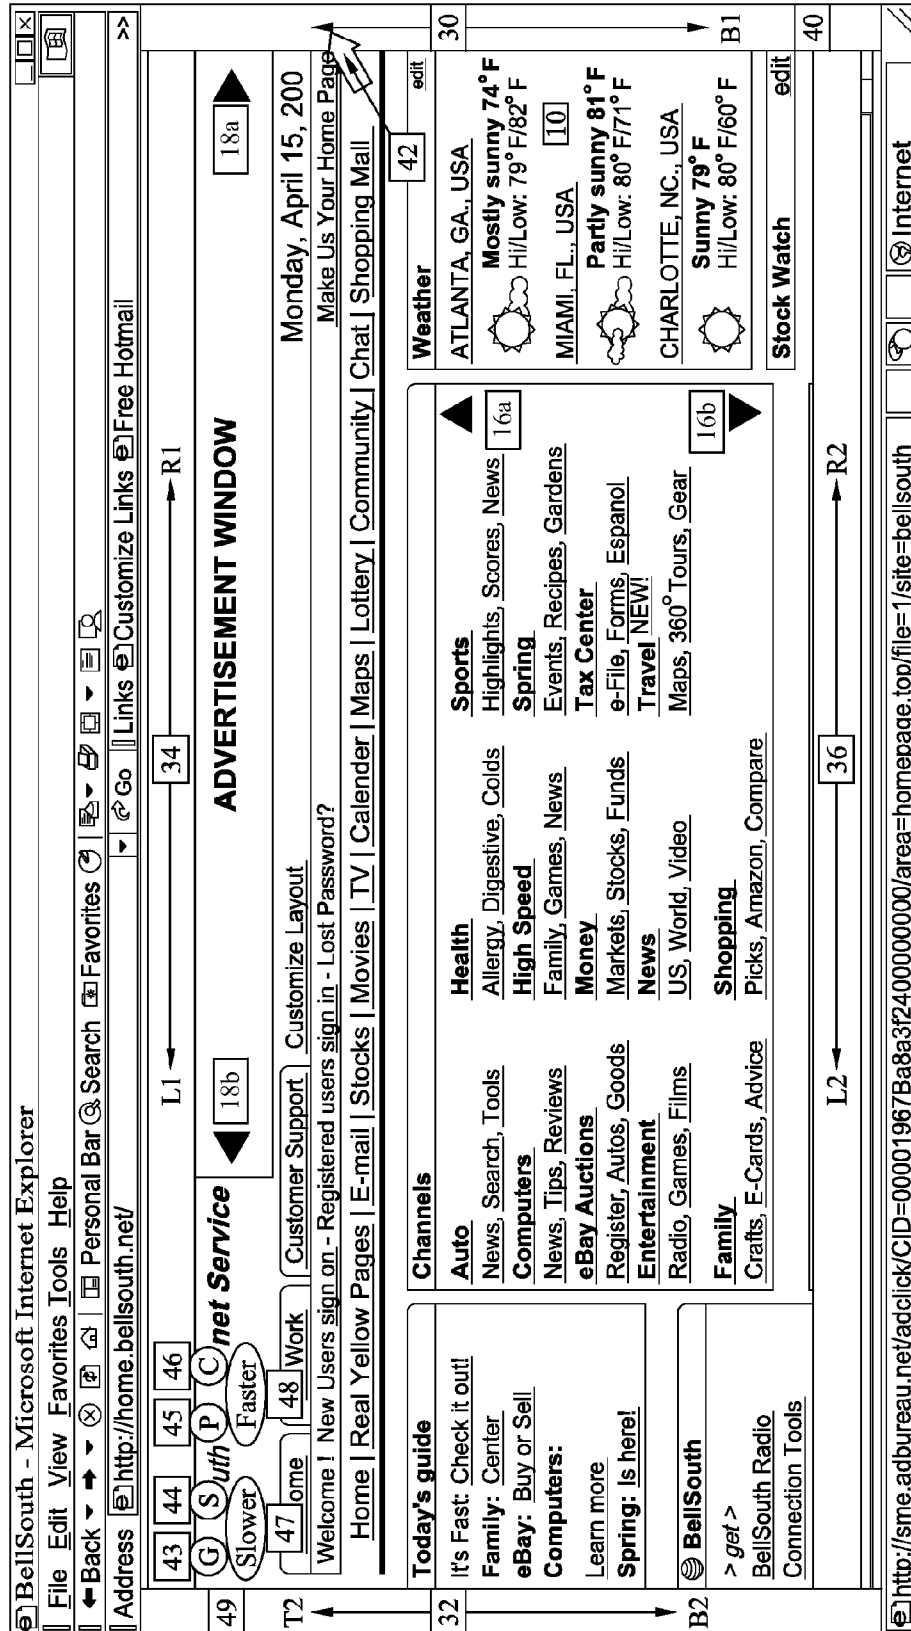 BellSouth - Microsoft Internet Explorer
File Edit View Favorites Tools Help
Back Personal Bar Search Favorites
Address http://home.bellsouth.net/ Go Links Customize Links Free Hotmail >>
43 44 45 46 L1 34 R1
49 G S P C uth net Service 18b ADVERTISEMENT WINDOW 18a
Slower Faster
T2 47 ome 48 Work Customer Support Customize Layout Monday, April 15, 200
Welcome! New Users sign on - Registered users sign in - Lost Password? Make Us Your Home Page
Home | Real Yellow Pages | E-mail | Stocks | Movies | TV | Calender | Maps | Lottery | Community | Chat | Shopping Mall
42
Today's guide
It's Fast: Check it out!
Family: Center
eBay: Buy or Sell
Computers:
Learn more
Spring: Is here!
32
B2
BellSouth
> get >
BellSouth Radio
Connection Tools
Channels
Auto
News, Search, Tools
Computers
News, Tips, Reviews
eBay Auctions
Register, Autos, Goods
Entertainment
Radio, Games, Films
Family
Crafts, E-Cards, Advice
Health
Allergy, Digestive, Colds
High Speed
Family, Games, News
Money
Markets, Stocks, Funds
News
US, World, Video
Shopping
Picks, Amazon, Compare
Sports
Highlights, Scores, News
Spring
Events, Recipes, Gardens
Tax Center
e-File, Forms, Espanol
Travel NEW!
Maps, 360° Tours, Gear
16a
16b
Weather edit
ATLANTA, GA., USA
Mostly sunny 74° F
Hi/Low: 79° F/82° F
MIAMI, FL., USA 10
Partly sunny 81° F
Hi/Low: 80° F/71° F
CHARLOTTE, NC., USA
Sunny 79° F
Hi/Low: 80° F/60° F
Stock Watch edit
30
B1
40
L2 36 R2
http://sme.adbureau.net/adclick/CID=00001967Ba8a3f2400000000/area=homepage.top/file=1/site=bellsouth Internet